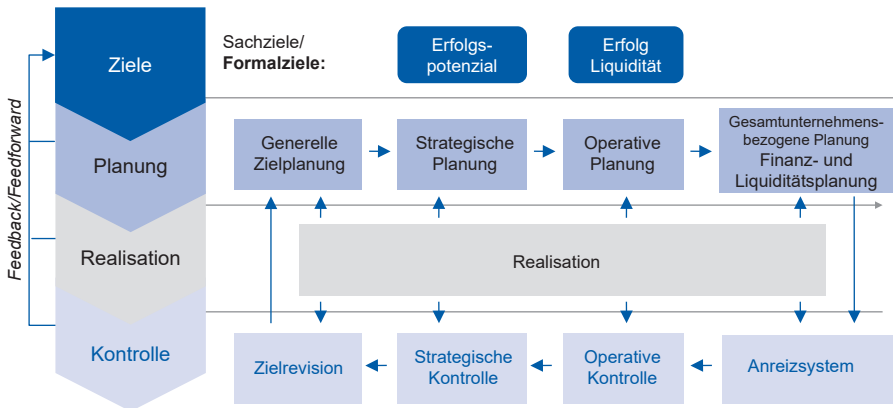 Feedback/Feedforward
Ziele
Sachziele/
Formalziele:
Erfolgs-
potenzial
Erfolg
Liquidität
Planung
Generelle
Zielplanung
Strategische
Planung
Operative
Planung
Gesamtunternehmens-
bezogene Planung
Finanz- und
Liquiditätsplanung
Realisation
Realisation
Kontrolle
Zielrevision
Strategische
Kontrolle
Operative
Kontrolle
Anreizsystem